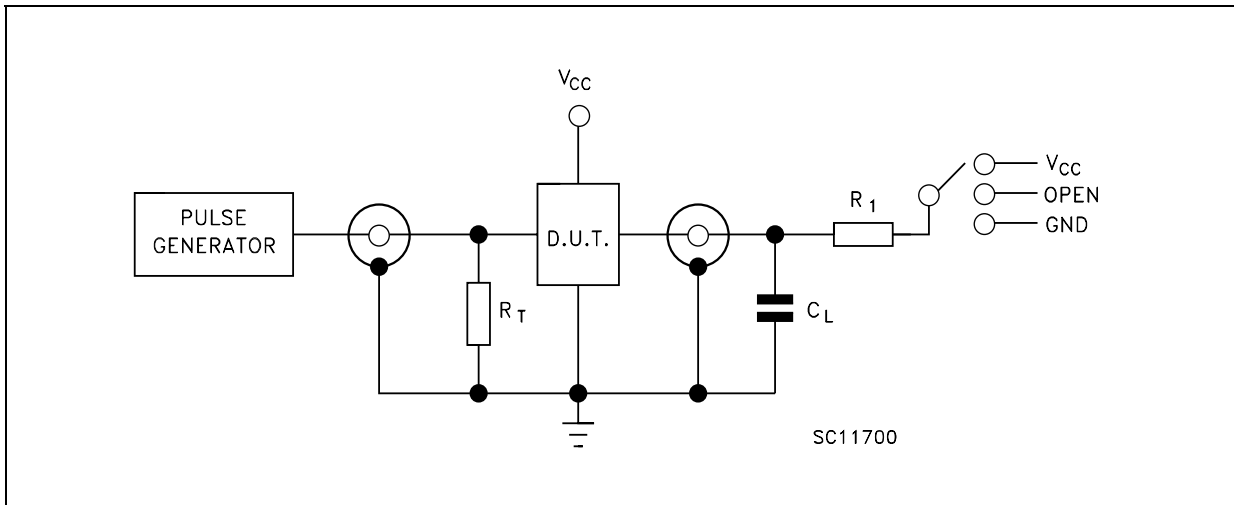 VCC
PULSE
GENERATOR
D.U.T.
RT
CL
R1
VCC
OPEN
GND
SC11700